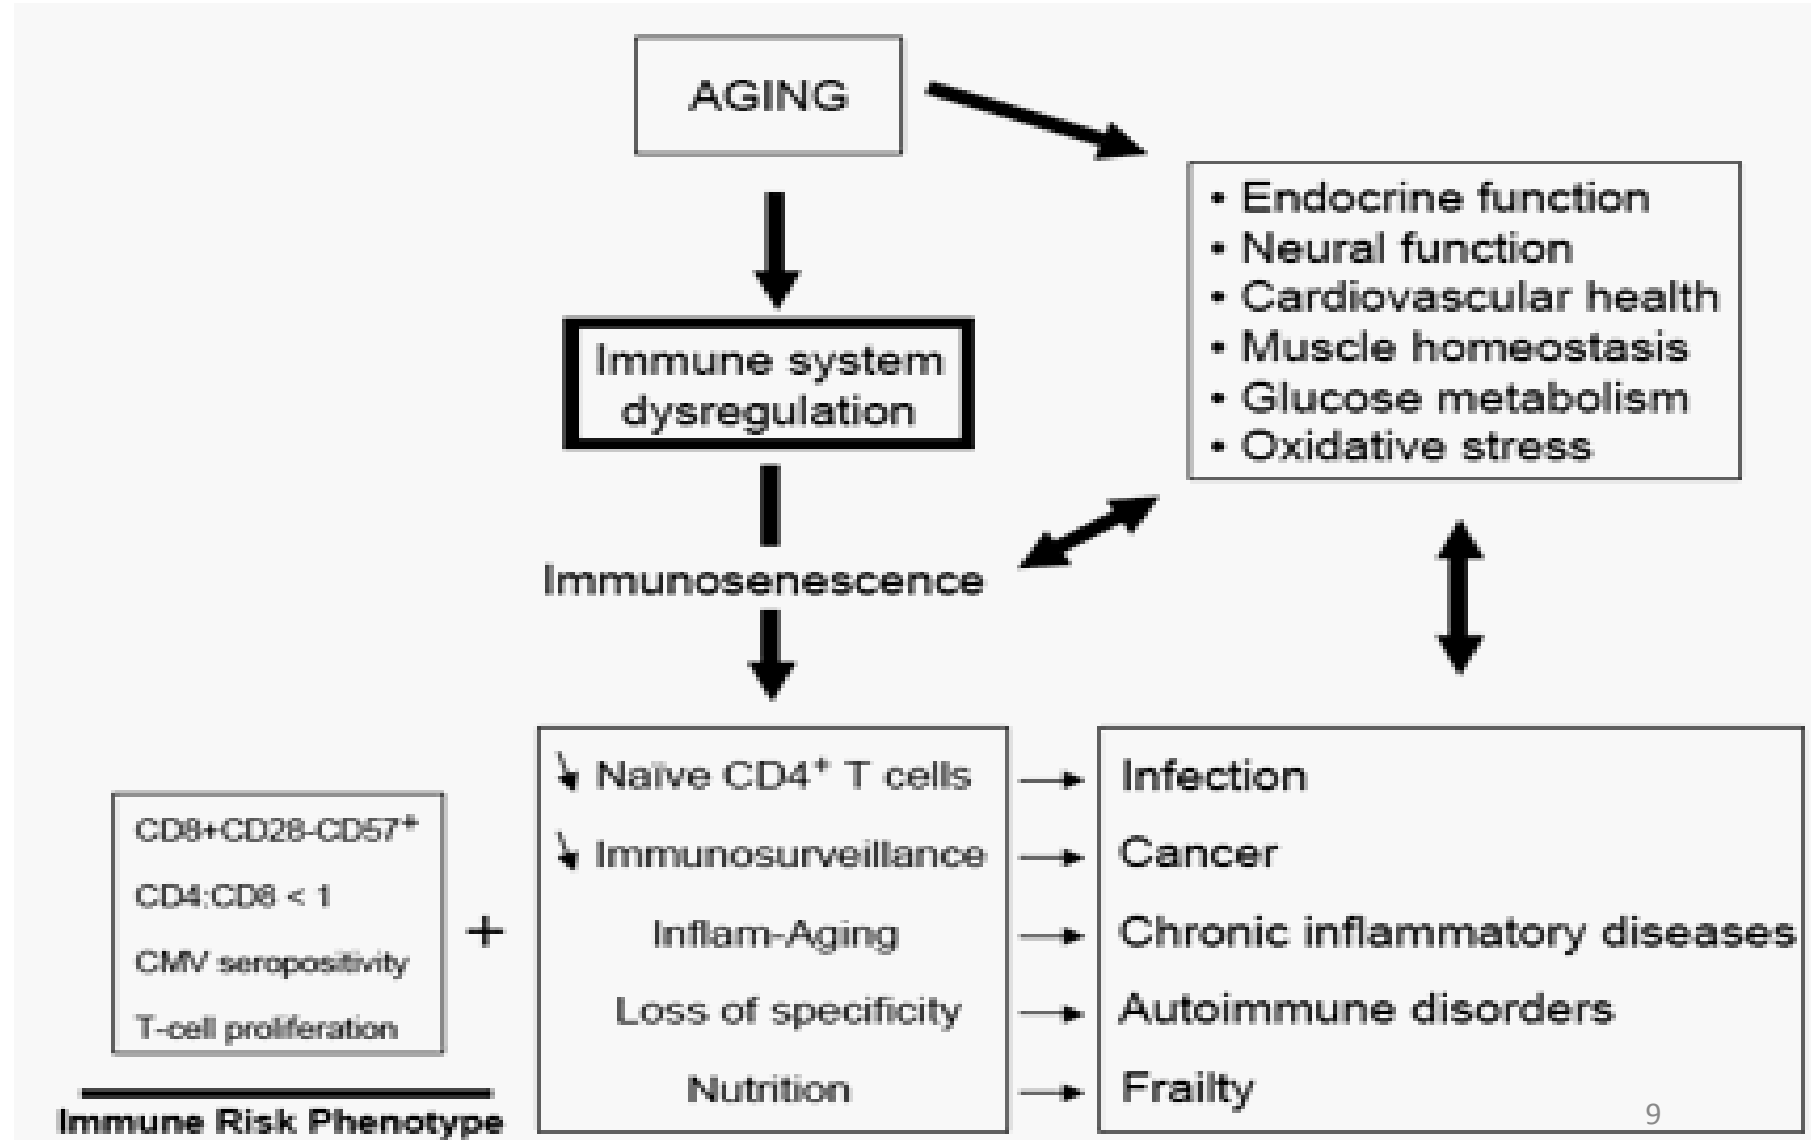 AGING
• Endocrine function
• Neural function
• Cardiovascular health
• Muscle homeostasis
• Glucose metabolism
• Oxidative stress
Immune system
dysregulation
Immunosenescence
CD8+CD28-CD57+
CD4:CD8 < 1
CMV seropositivity
T-cell proliferation
Immune Risk Phenotype
+
↘ Naïve CD4+ T cells → Infection
↘ Immunosurveillance → Cancer
Inflam-Aging → Chronic inflammatory diseases
Loss of specificity → Autoimmune disorders
Nutrition → Frailty
9